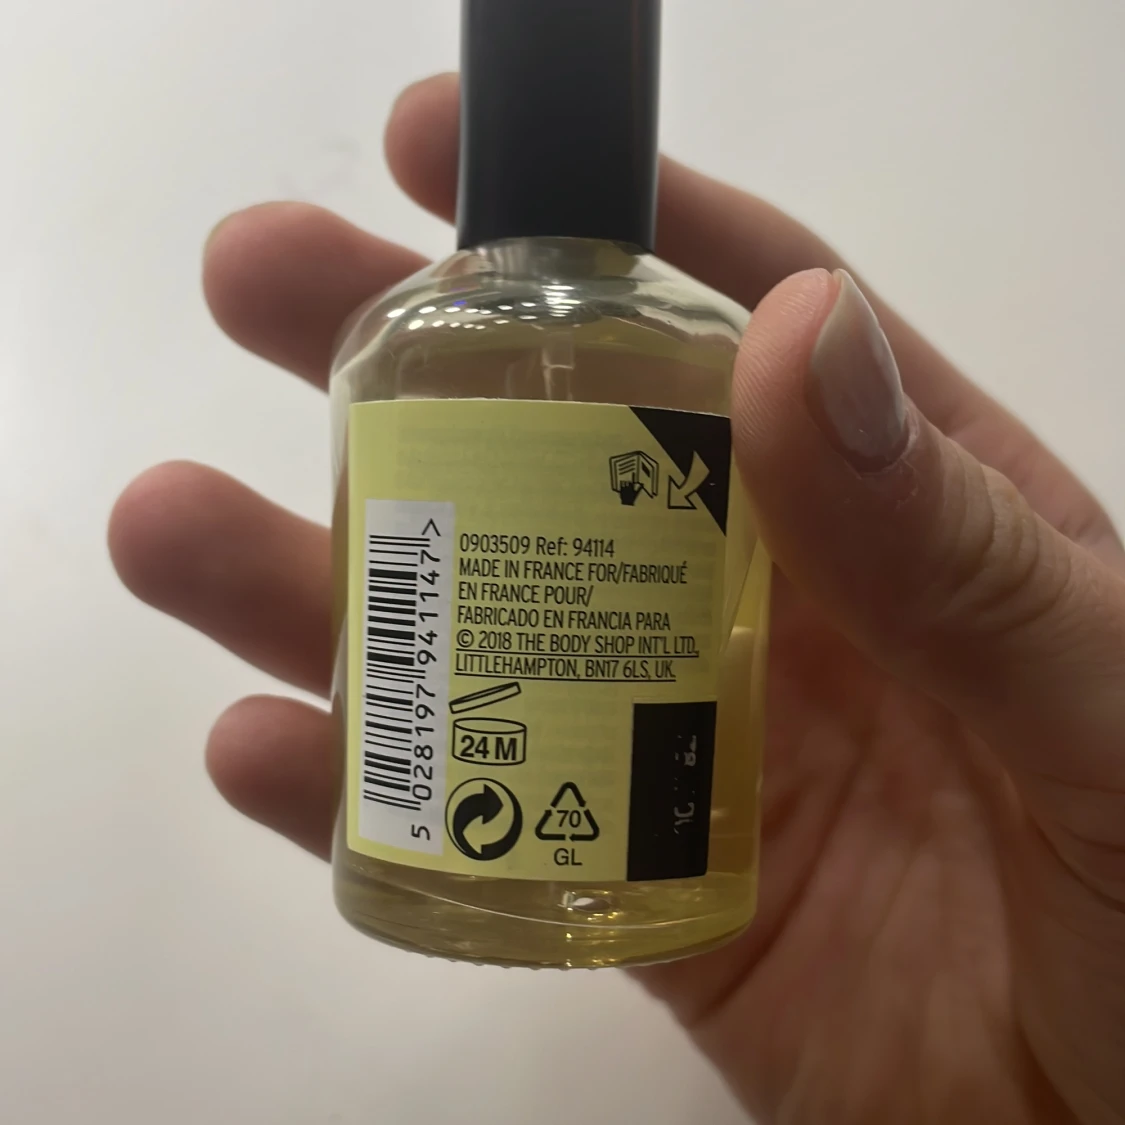 0903509 Ref: 94114
MADE IN FRANCE FOR/FABRIQUÉ
EN FRANCE POUR/
FABRICADO EN FRANCIA PARA
© 2018 THE BODY SHOP INT'L LTD,
LITTLEHAMPTON, BN17 6LS, UK.
5 028197 941147 >
24 M
70
GL